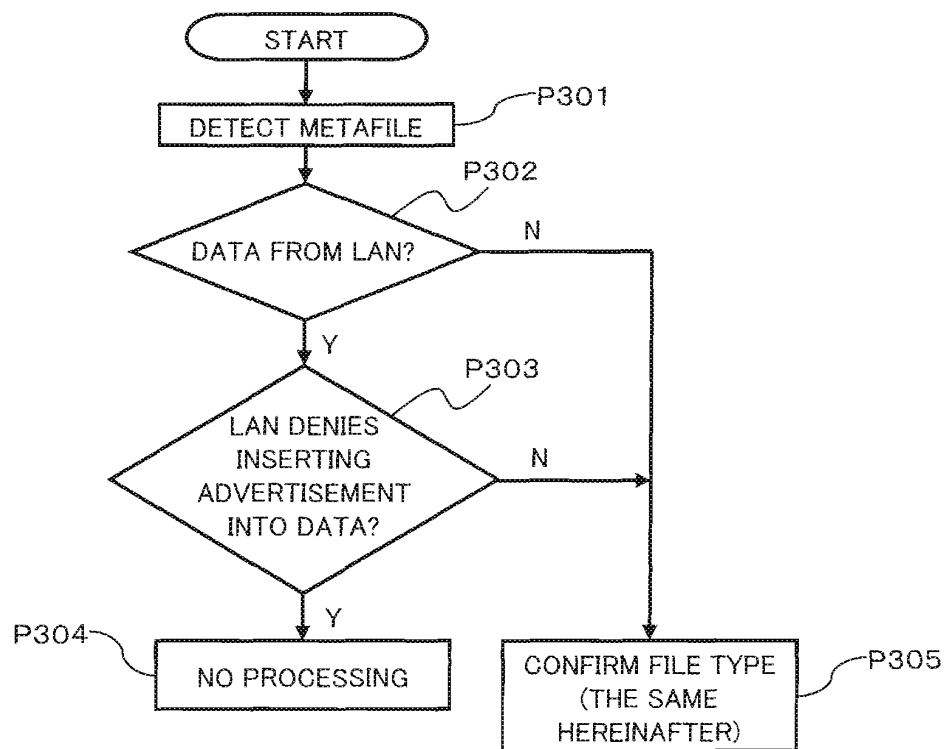 START
P301
DETECT METAFILE
P302
DATA FROM LAN?
N
Y
P303
LAN DENIES
INSERTING
ADVERTISEMENT
INTO DATA?
N
Y
P304
NO PROCESSING
CONFIRM FILE TYPE
(THE SAME
HEREINAFTER)
P305